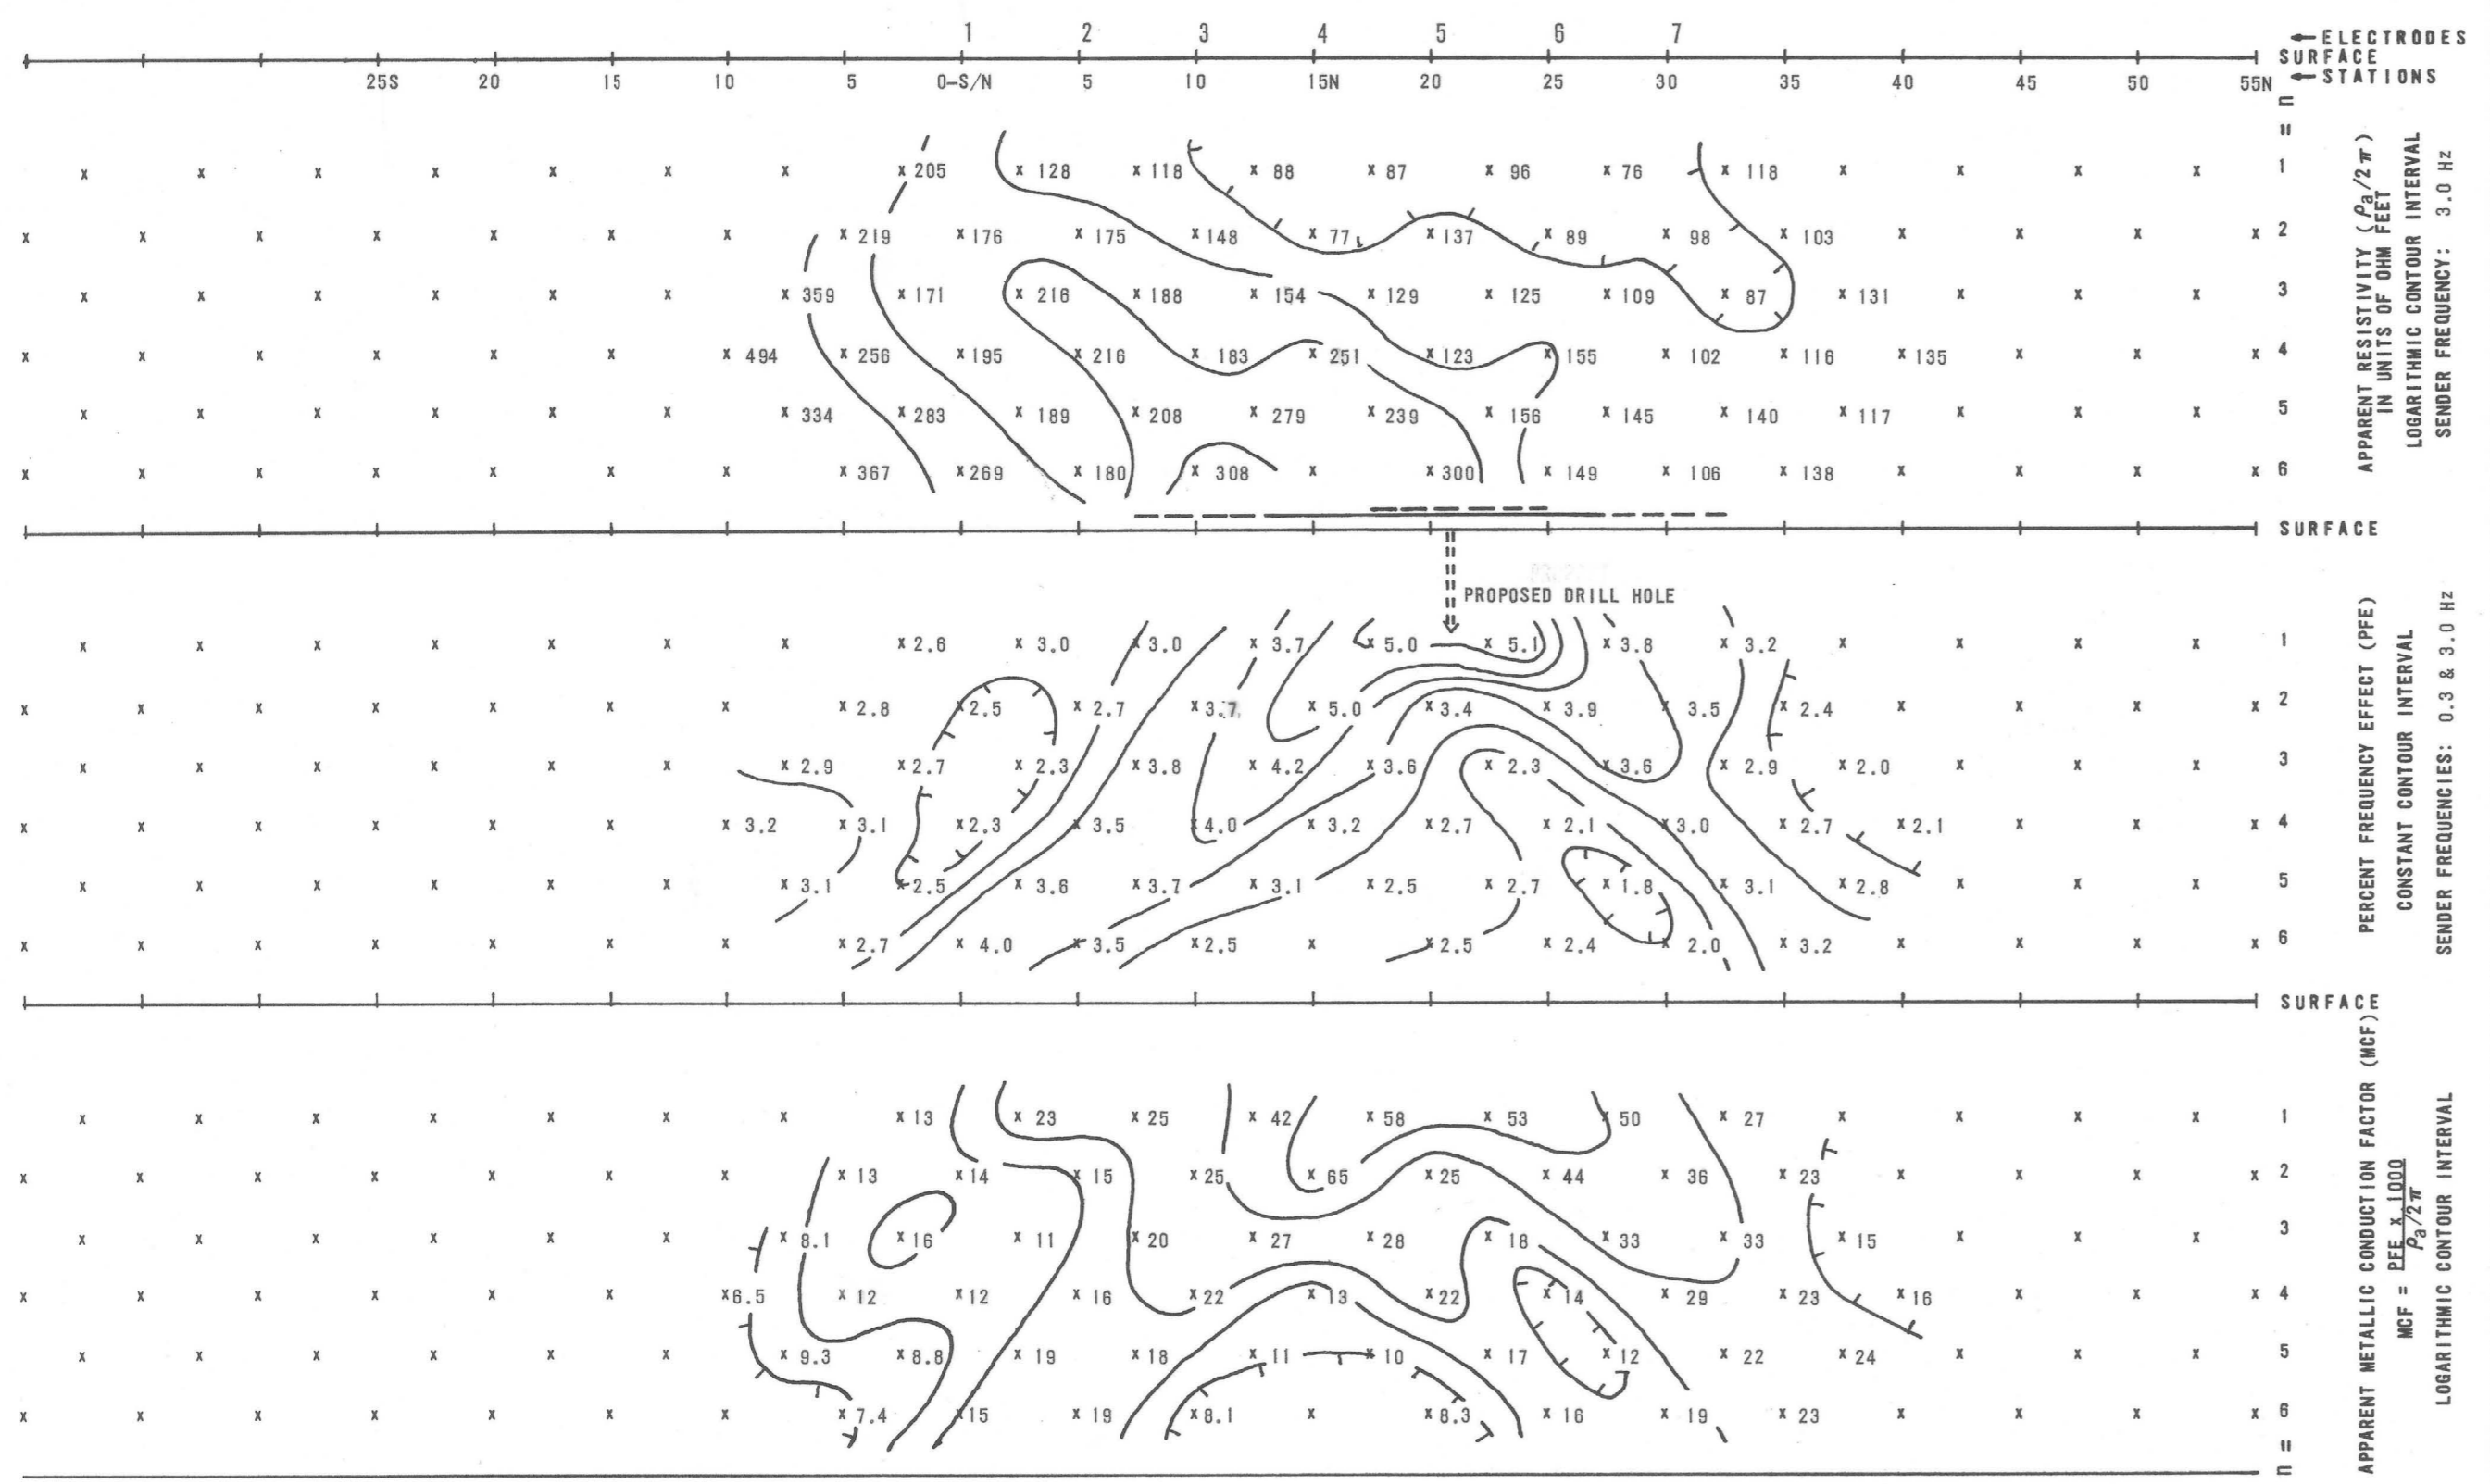 1 2 3 4 5 6 7 ←ELECTRODES
SURFACE
25S 20 15 10 5 0-S/N 5 10 15N 20 25 30 35 40 45 50 55N ←STATIONS
n =
x x x x x x x x 205 x 128 x 118 x 88 x 87 x 96 x 76 x 118 x x x x 1
x x x x x x x x 219 x 176 x 175 x 148 x 77 x 137 x 89 x 98 x 103 x x x x 2
x x x x x x x 359 x 171 x 216 x 188 x 154 x 129 x 125 x 109 x 87 x 131 x x x 3
x x x x x x x 494 x 256 x 195 x 216 x 183 x 251 x 123 x 155 x 102 x 116 x 135 x x x 4
x x x x x x x 334 x 283 x 189 x 208 x 279 x 239 x 156 x 145 x 140 x 117 x x x 5
x x x x x x x x 367 x 269 x 180 x 308 x x 300 x 149 x 106 x 138 x x x x 6
APPARENT RESISTIVITY (ρa/2π)
IN UNITS OF OHM FEET
LOGARITHMIC CONTOUR INTERVAL
SENDER FREQUENCY: 3.0 Hz
SURFACE
PROPOSED DRILL HOLE
x x x x x x x x 2.6 x 3.0 x 3.0 x 3.7 x 5.0 x 5.1 x 3.8 x 3.2 x x x x 1
x x x x x x x x 2.8 x 2.5 x 2.7 x 3.7 x 5.0 x 3.4 x 3.9 x 3.5 x 2.4 x x x x 2
x x x x x x x 2.9 x 2.7 x 2.3 x 3.8 x 4.2 x 3.6 x 2.3 x 3.6 x 2.9 x 2.0 x x x 3
x x x x x x x 3.2 x 3.1 x 2.3 x 3.5 x 4.0 x 3.2 x 2.7 x 2.1 x 3.0 x 2.7 x 2.1 x x x 4
x x x x x x x 3.1 x 2.5 x 3.6 x 3.7 x 3.1 x 2.5 x 2.7 x 1.8 x 3.1 x 2.8 x x x 5
x x x x x x x x 2.7 x 4.0 x 3.5 x 2.5 x x 2.5 x 2.4 x 2.0 x 3.2 x x x x 6
PERCENT FREQUENCY EFFECT (PFE)
CONSTANT CONTOUR INTERVAL
SENDER FREQUENCIES: 0.3 & 3.0 Hz
SURFACE
x x x x x x x x 13 x 23 x 25 x 42 x 58 x 53 x 50 x 27 x x x x 1
x x x x x x x x 13 x 14 x 15 x 25 x 65 x 25 x 44 x 36 x 23 x x x x 2
x x x x x x x 8.1 x 16 x 11 x 20 x 27 x 28 x 18 x 33 x 33 x 15 x x x 3
x x x x x x x 6.5 x 12 x 12 x 16 x 22 x 13 x 22 x 14 x 29 x 23 x 16 x x x 4
x x x x x x x 9.3 x 8.8 x 19 x 18 x 11 x 10 x 17 x 12 x 22 x 24 x x x 5
x x x x x x x x 7.4 x 15 x 19 x 8.1 x x 8.3 x 16 x 19 x 23 x x x x 6
n =
APPARENT METALLIC CONDUCTION FACTOR (MCF)
MCF = PFE x 1000
ρa/2π
LOGARITHMIC CONTOUR INTERVAL